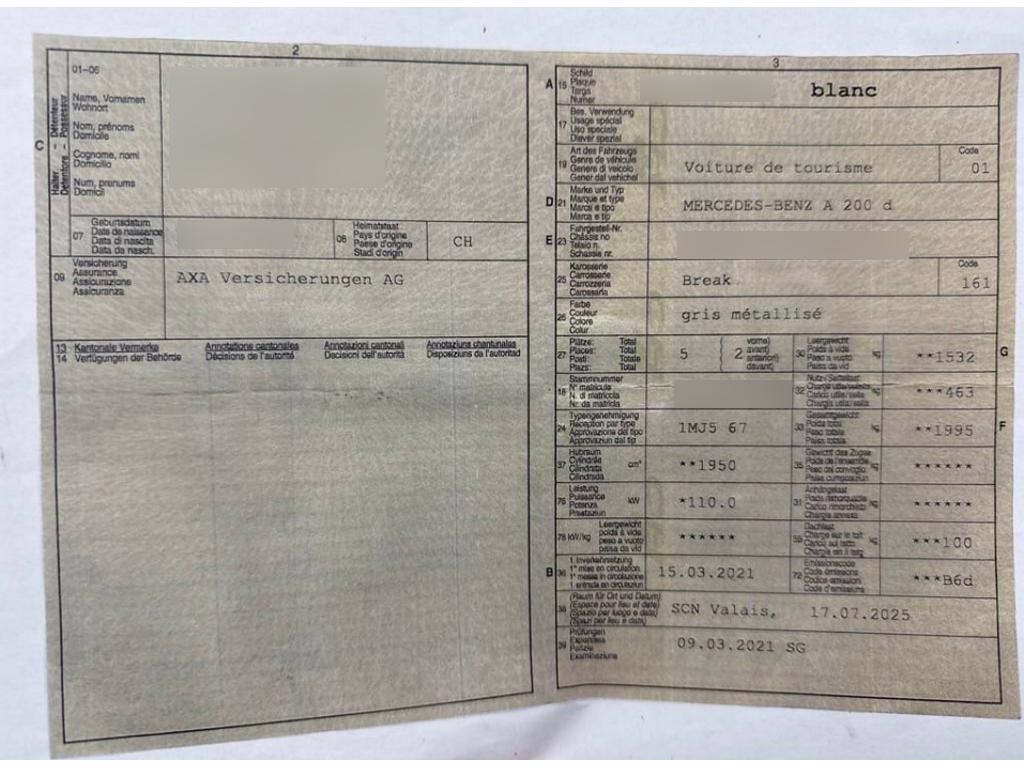 2
C
Halter - Détenteur
Detentore - Possessur
01-06
Name, Vornamen
Wohnort
Nom, prénoms
Domicile
Cognome, nomi
Domicilio
Num, prenums
Domicil
07
Geburtsdatum
Date de naissance
Data di nascita
Data da nasch.
06
Heimatstaat
Pays d'origine
Paese d'origine
Stadi d'origin
CH
09
Versicherung
Assurance
Assicurazione
Assicuranza
AXA Versicherungen AG
13 Kantonale Vermerke Annotations cantonales Annotazioni cantonali Annotaziuns chantunalas
14 Verfügungen der Behörde Décisions de l'autorité Decisioni dell'autorità Disposiziuns da l'autoritad
3
A 15
Schild
Plaque
Targa
Numer
blanc
17
Bes. Verwendung
Usage spécial
Uso speciale
Diever spezial
19
Art des Fahrzeugs
Genre de véhicule
Genere di veicolo
Gener dal vehichel
Voiture de tourisme
Code
01
D 21
Marke und Typ
Marque et type
Marca e tipo
Marca e tip
MERCEDES-BENZ A 200 d
E 23
Fahrgestell-Nr.
Châssis no
Telaio n.
Schassis nr.
25
Karosserie
Carrosserie
Carrozzeria
Carossaria
Break
Code
161
26
Farbe
Couleur
Colore
Colur
gris métallisé
27
Plätze: Total
Places: Total
Posti: Totale
Plazs: Total
5
( 2
vorne)
avant)
anteriori)
davant)
30
Leergewicht
Poids à vide
Peso a vuoto
Paisa da vid
kg
**1532
G
18
Stammnummer
N° matricule
N. di matricola
Nr. da matricla
32
Nutz-/Sattellast
Charge utile/sellette
Carico utile/sella
Chargia utila/sella
kg
***463
24
Typengenehmigung
Réception par type
Approvazione del tipo
Approvaziun dal tip
1MJ5 67
33
Gesamtgewicht
Poids total
Peso totale
Paisa totala
kg
**1995
F
37
Hubraum
Cylindrée
Cilindrata
Cilindrada
cm³
**1950
35
Gewicht des Zuges
Poids de l'ensemble
Peso del convoglio
Paisa cumposiziun
kg
******
76
Leistung
Puissance
Potenza
Prestaziun
kW
*110.0
31
Anhängelast
Poids remorquable
Carico rimorchiato
Chargia annexa
kg
******
78 kW/kg
Leergewicht
poids à vide
peso a vuoto
paisa da vid
******
55
Dachlast
Charge sur le toit
Carico sul tetto
Chargia sin il tetg
kg
***100
B 36
1. Inverkehrsetzung
1re mise en circulation
1a messa in circolazione
1. entrada en circulaziun
15.03.2021
72
Emissionscode
Code émissions
Codice emissioni
Code d'emissiuns
***B6d
38
(Raum für Ort und Datum)
(Espace pour lieu et date)
(Spazio per luogo e data)
(Spazi per lieu e data)
SCN Valais, 17.07.2025
39
Prüfungen
Expertises
Perizie
Examinaziuns
09.03.2021 SG